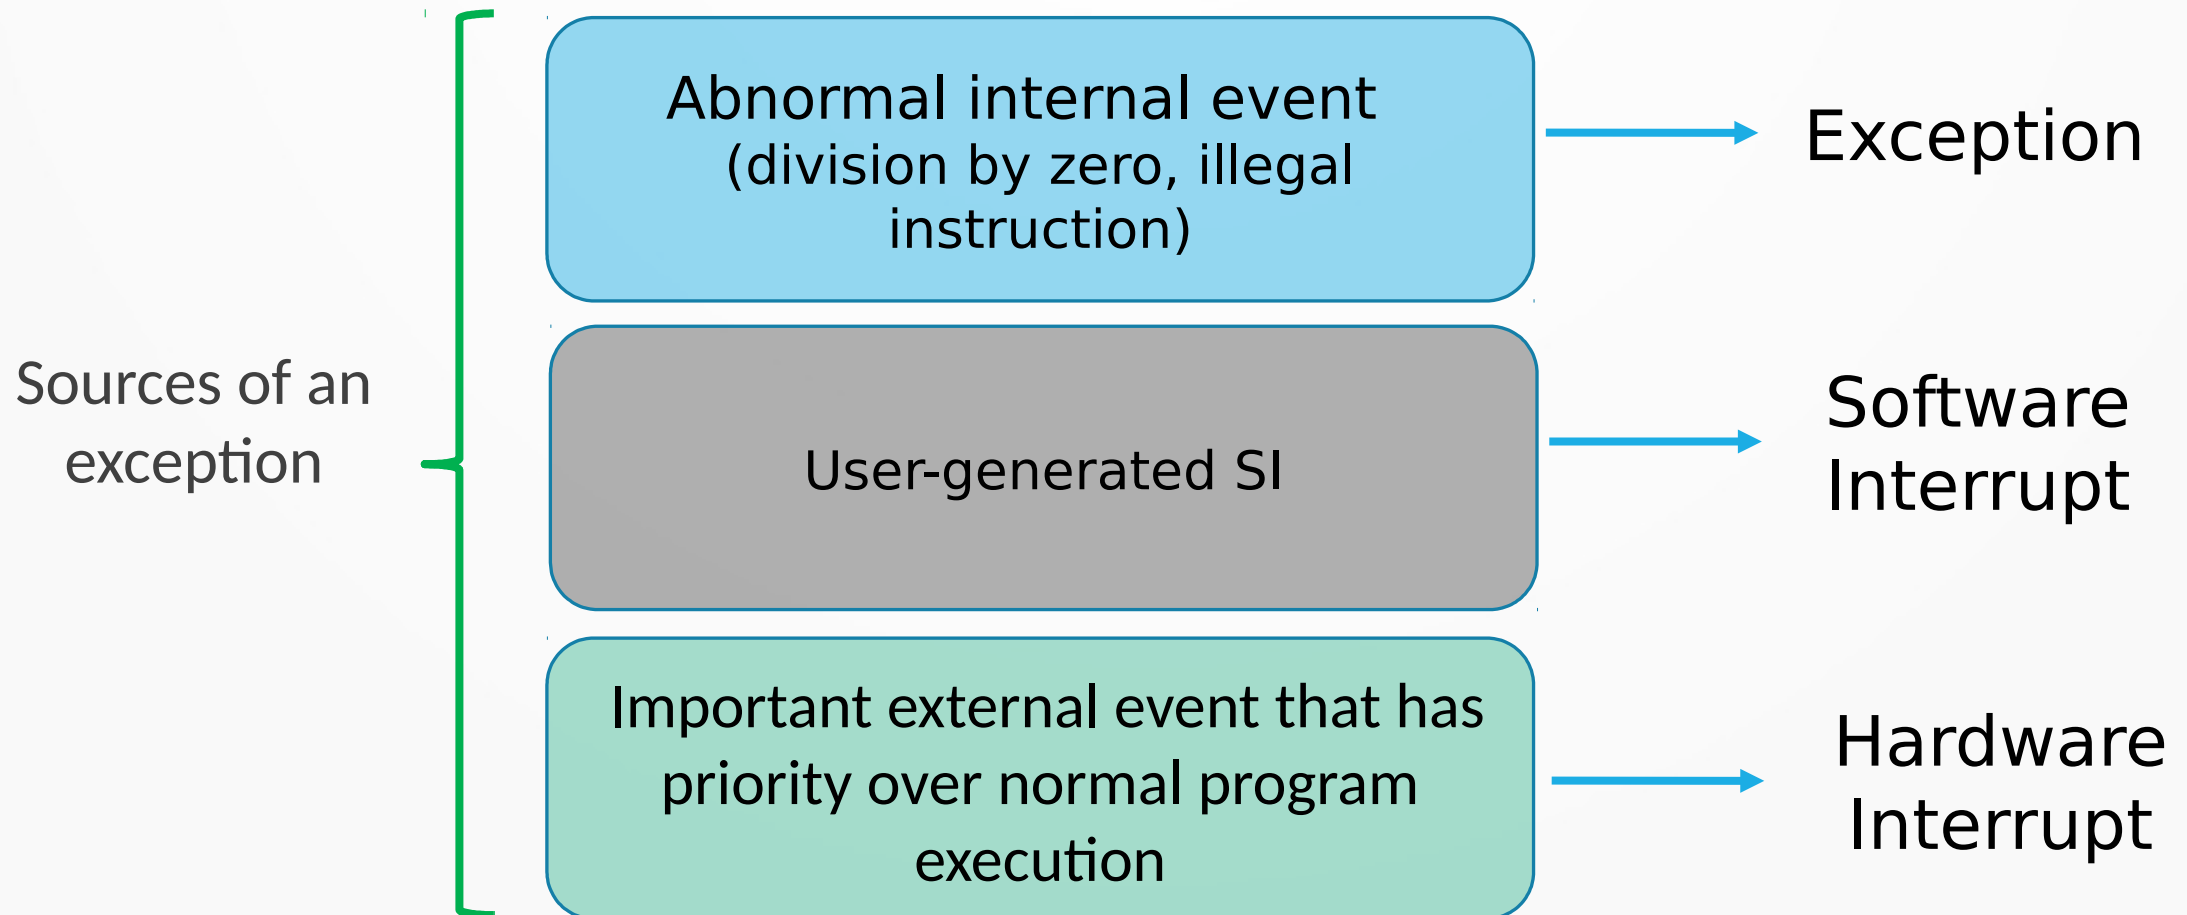 Sources of an
exception
Abnormal internal event
(division by zero, illegal
instruction)
Exception
User-generated SI
Software
Interrupt
Important external event that has
priority over normal program
execution
Hardware
Interrupt